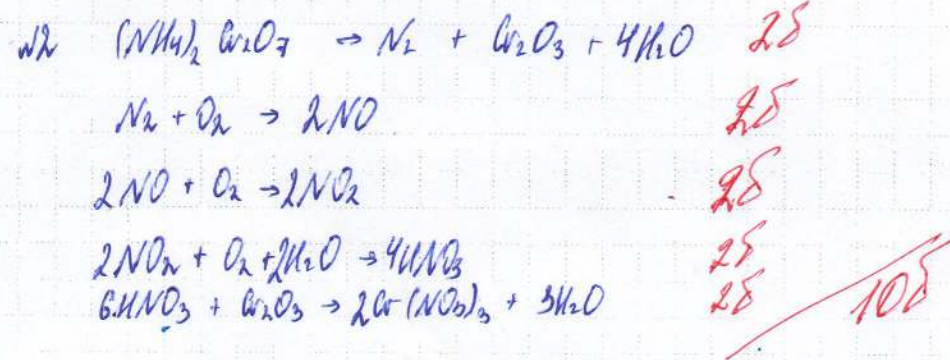 №2 (NH4)2 Cr2O7 → N2 + Cr2O3 + 4H2O 2б
N2 + O2 → 2NO 2б
2NO + O2 → 2NO2 2б
2NO2 + O2 + 2H2O → 4HNO3 2б
6HNO3 + Cr2O3 → 2Cr(NO3)3 + 3H2O 2б
10б